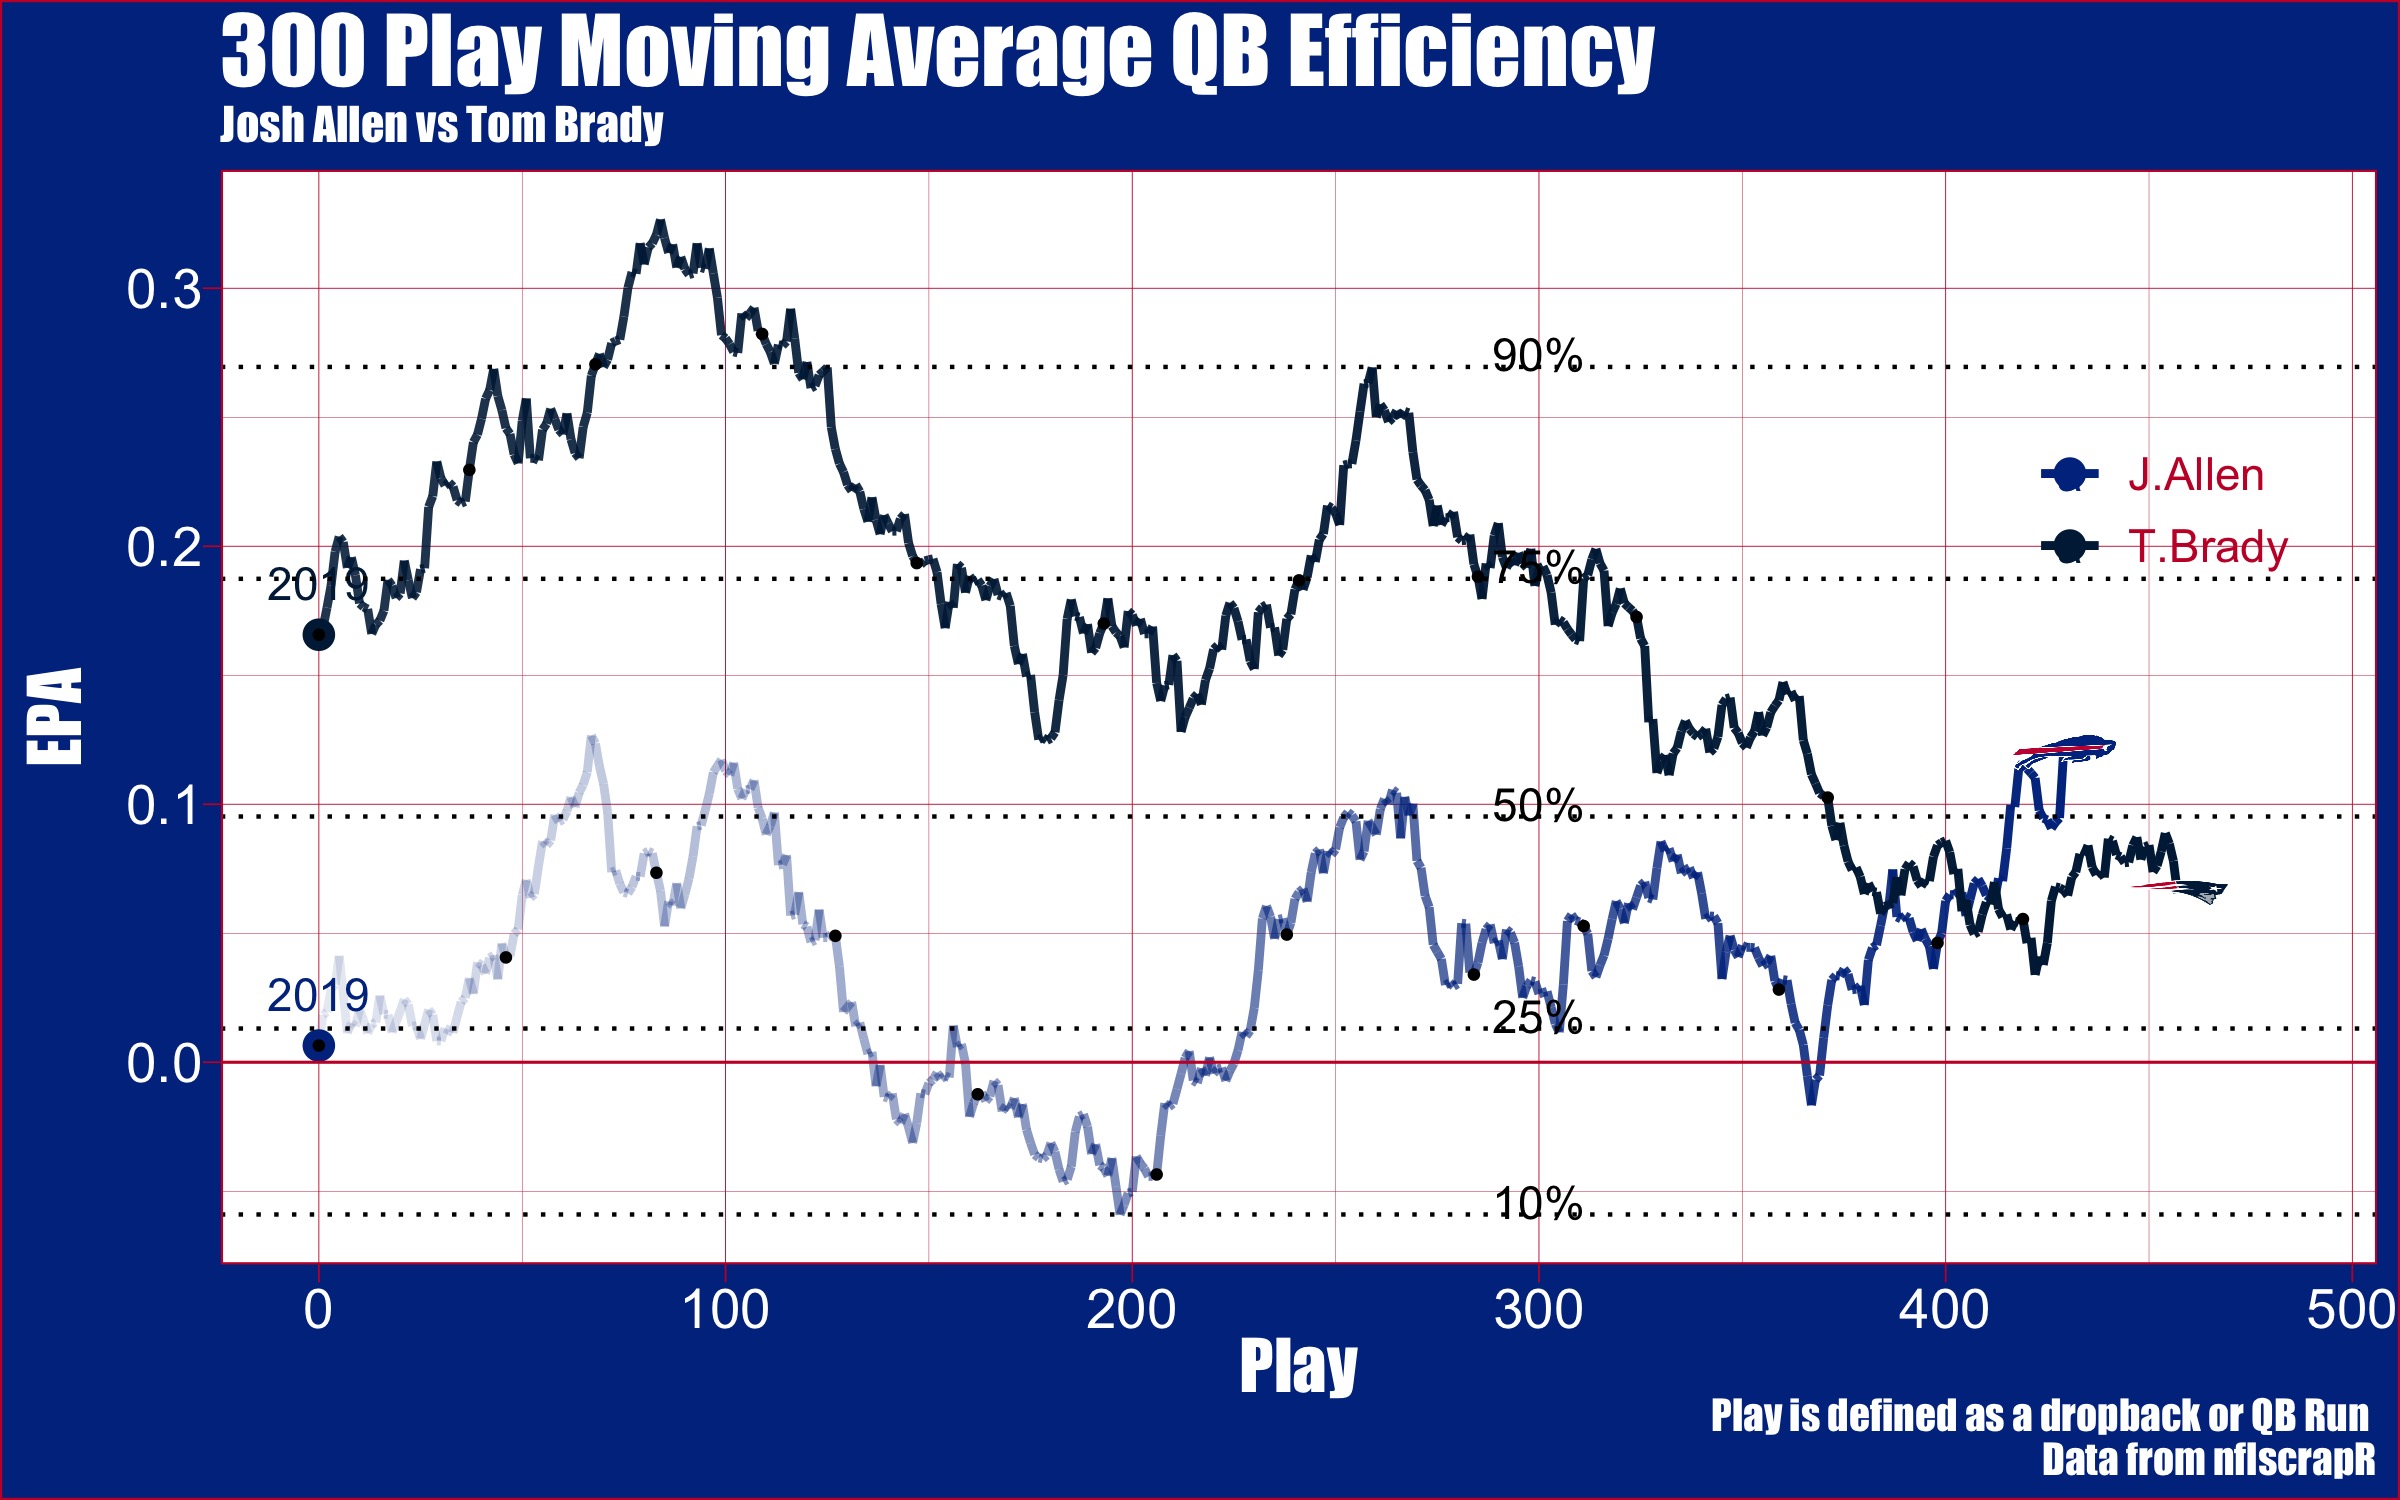 300 Play Moving Average QB Efficiency
Josh Allen vs Tom Brady
EPA
0.3
0.2
0.1
0.0
90%
75%
50%
25%
10%
2019
2019
J.Allen
T.Brady
0 100 200 300 400 500
Play
Play is defined as a dropback or QB Run
Data from nflscrapR